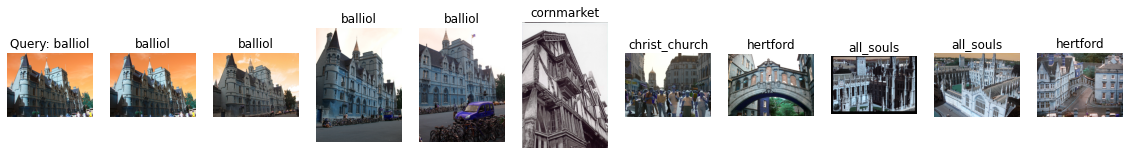 Query: balliol
balliol
balliol
balliol
balliol
cornmarket
christ_church
hertford
all_souls
all_souls
hertford